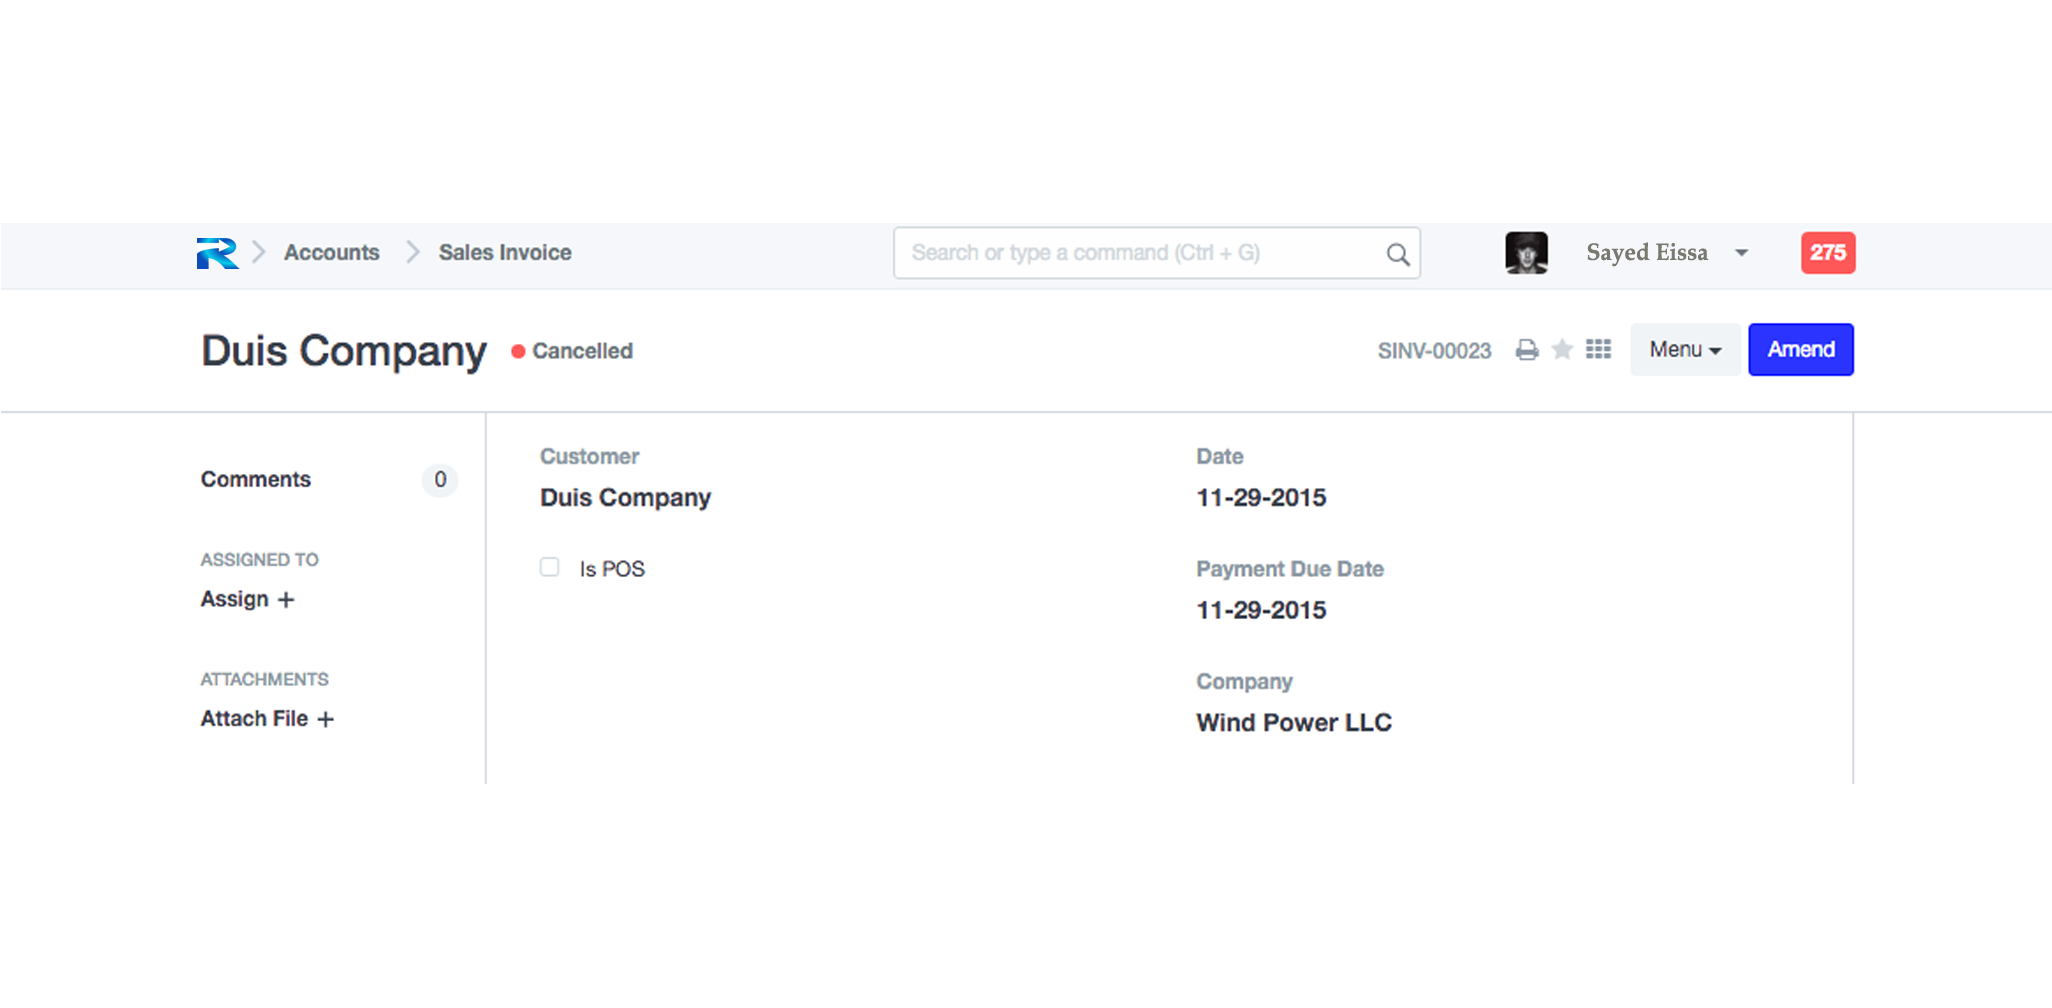 Accounts Sales Invoice Search or type a command (Ctrl + G) Sayed Eissa 275
Duis Company Cancelled SINV-00023 Menu Amend
Comments 0
ASSIGNED TO
Assign +
ATTACHMENTS
Attach File +
Customer
Duis Company
Is POS
Date
11-29-2015
Payment Due Date
11-29-2015
Company
Wind Power LLC